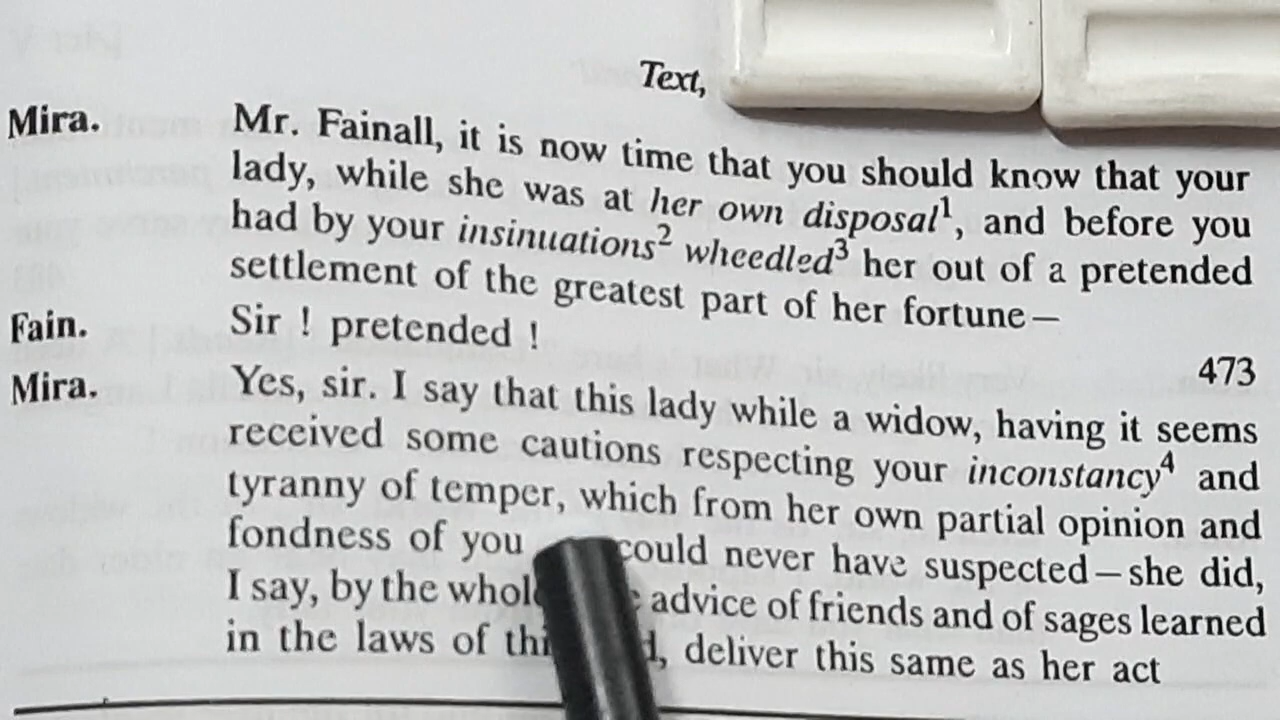 Text,
Mira. Mr. Fainall, it is now time that you should know that your
lady, while she was at her own disposal¹, and before you
had by your insinuations² wheedled³ her out of a pretended
settlement of the greatest part of her fortune—
Fain. Sir ! pretended !
473
Mira. Yes, sir. I say that this lady while a widow, having it seems
received some cautions respecting your inconstancy⁴ and
tyranny of temper, which from her own partial opinion and
fondness of you could never have suspected—she did,
I say, by the advice of friends and of sages learned
in the laws of deliver this same as her act